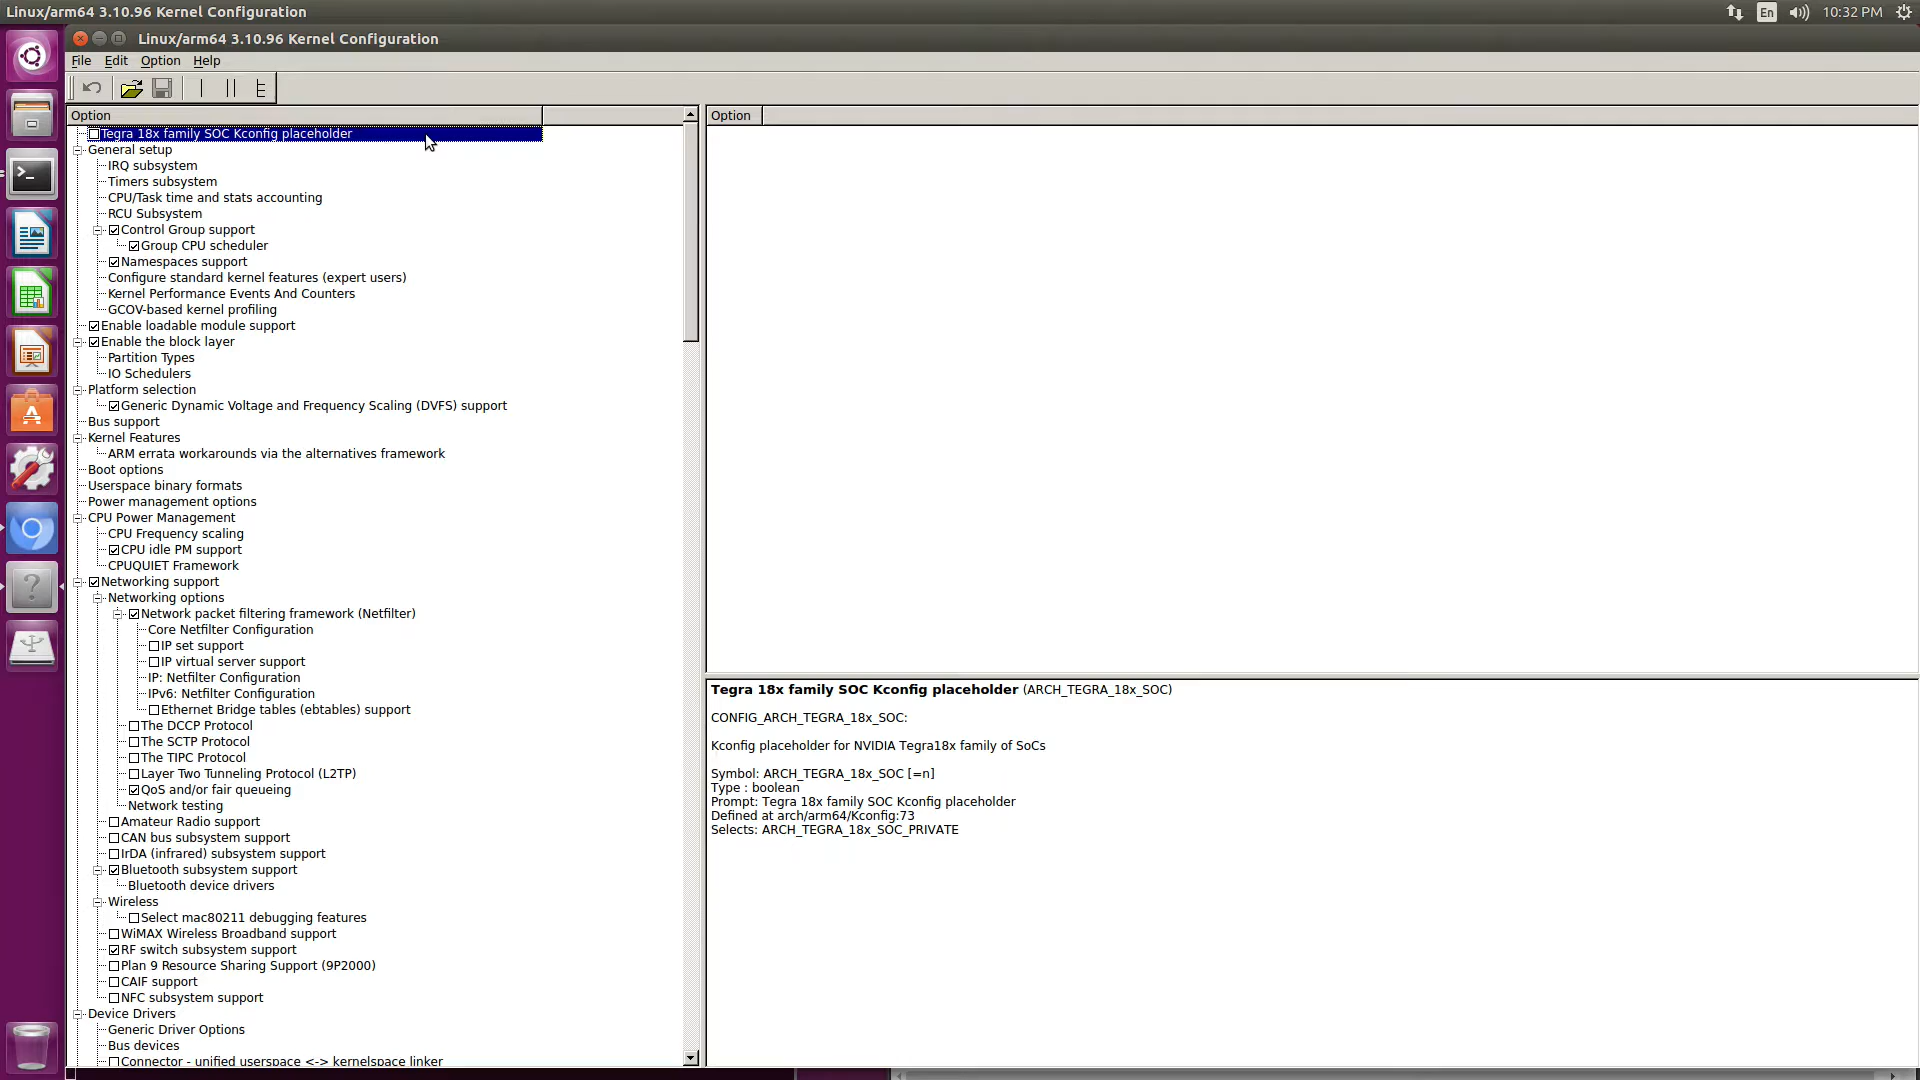 Linux/arm64 3.10.96 Kernel Configuration
En
10:32 PM
Linux/arm64 3.10.96 Kernel Configuration
File Edit Option Help
Option
Tegra 18x family SOC Kconfig placeholder
General setup
IRQ subsystem
Timers subsystem
CPU/Task time and stats accounting
RCU Subsystem
Control Group support
Group CPU scheduler
Namespaces support
Configure standard kernel features (expert users)
Kernel Performance Events And Counters
GCOV-based kernel profiling
Enable loadable module support
Enable the block layer
Partition Types
IO Schedulers
Platform selection
Generic Dynamic Voltage and Frequency Scaling (DVFS) support
Bus support
Kernel Features
ARM errata workarounds via the alternatives framework
Boot options
Userspace binary formats
Power management options
CPU Power Management
CPU Frequency scaling
CPU idle PM support
CPUQUIET Framework
Networking support
Networking options
Network packet filtering framework (Netfilter)
Core Netfilter Configuration
IP set support
IP virtual server support
IP: Netfilter Configuration
IPv6: Netfilter Configuration
Ethernet Bridge tables (ebtables) support
The DCCP Protocol
The SCTP Protocol
The TIPC Protocol
Layer Two Tunneling Protocol (L2TP)
QoS and/or fair queueing
Network testing
Amateur Radio support
CAN bus subsystem support
IrDA (infrared) subsystem support
Bluetooth subsystem support
Bluetooth device drivers
Wireless
Select mac80211 debugging features
WiMAX Wireless Broadband support
RF switch subsystem support
Plan 9 Resource Sharing Support (9P2000)
CAIF support
NFC subsystem support
Device Drivers
Generic Driver Options
Bus devices
Connector - unified userspace <-> kernelspace linker
Option
Tegra 18x family SOC Kconfig placeholder (ARCH_TEGRA_18x_SOC)
CONFIG_ARCH_TEGRA_18x_SOC:
Kconfig placeholder for NVIDIA Tegra18x family of SoCs
Symbol: ARCH_TEGRA_18x_SOC [=n]
Type : boolean
Prompt: Tegra 18x family SOC Kconfig placeholder
Defined at arch/arm64/Kconfig:73
Selects: ARCH_TEGRA_18x_SOC_PRIVATE